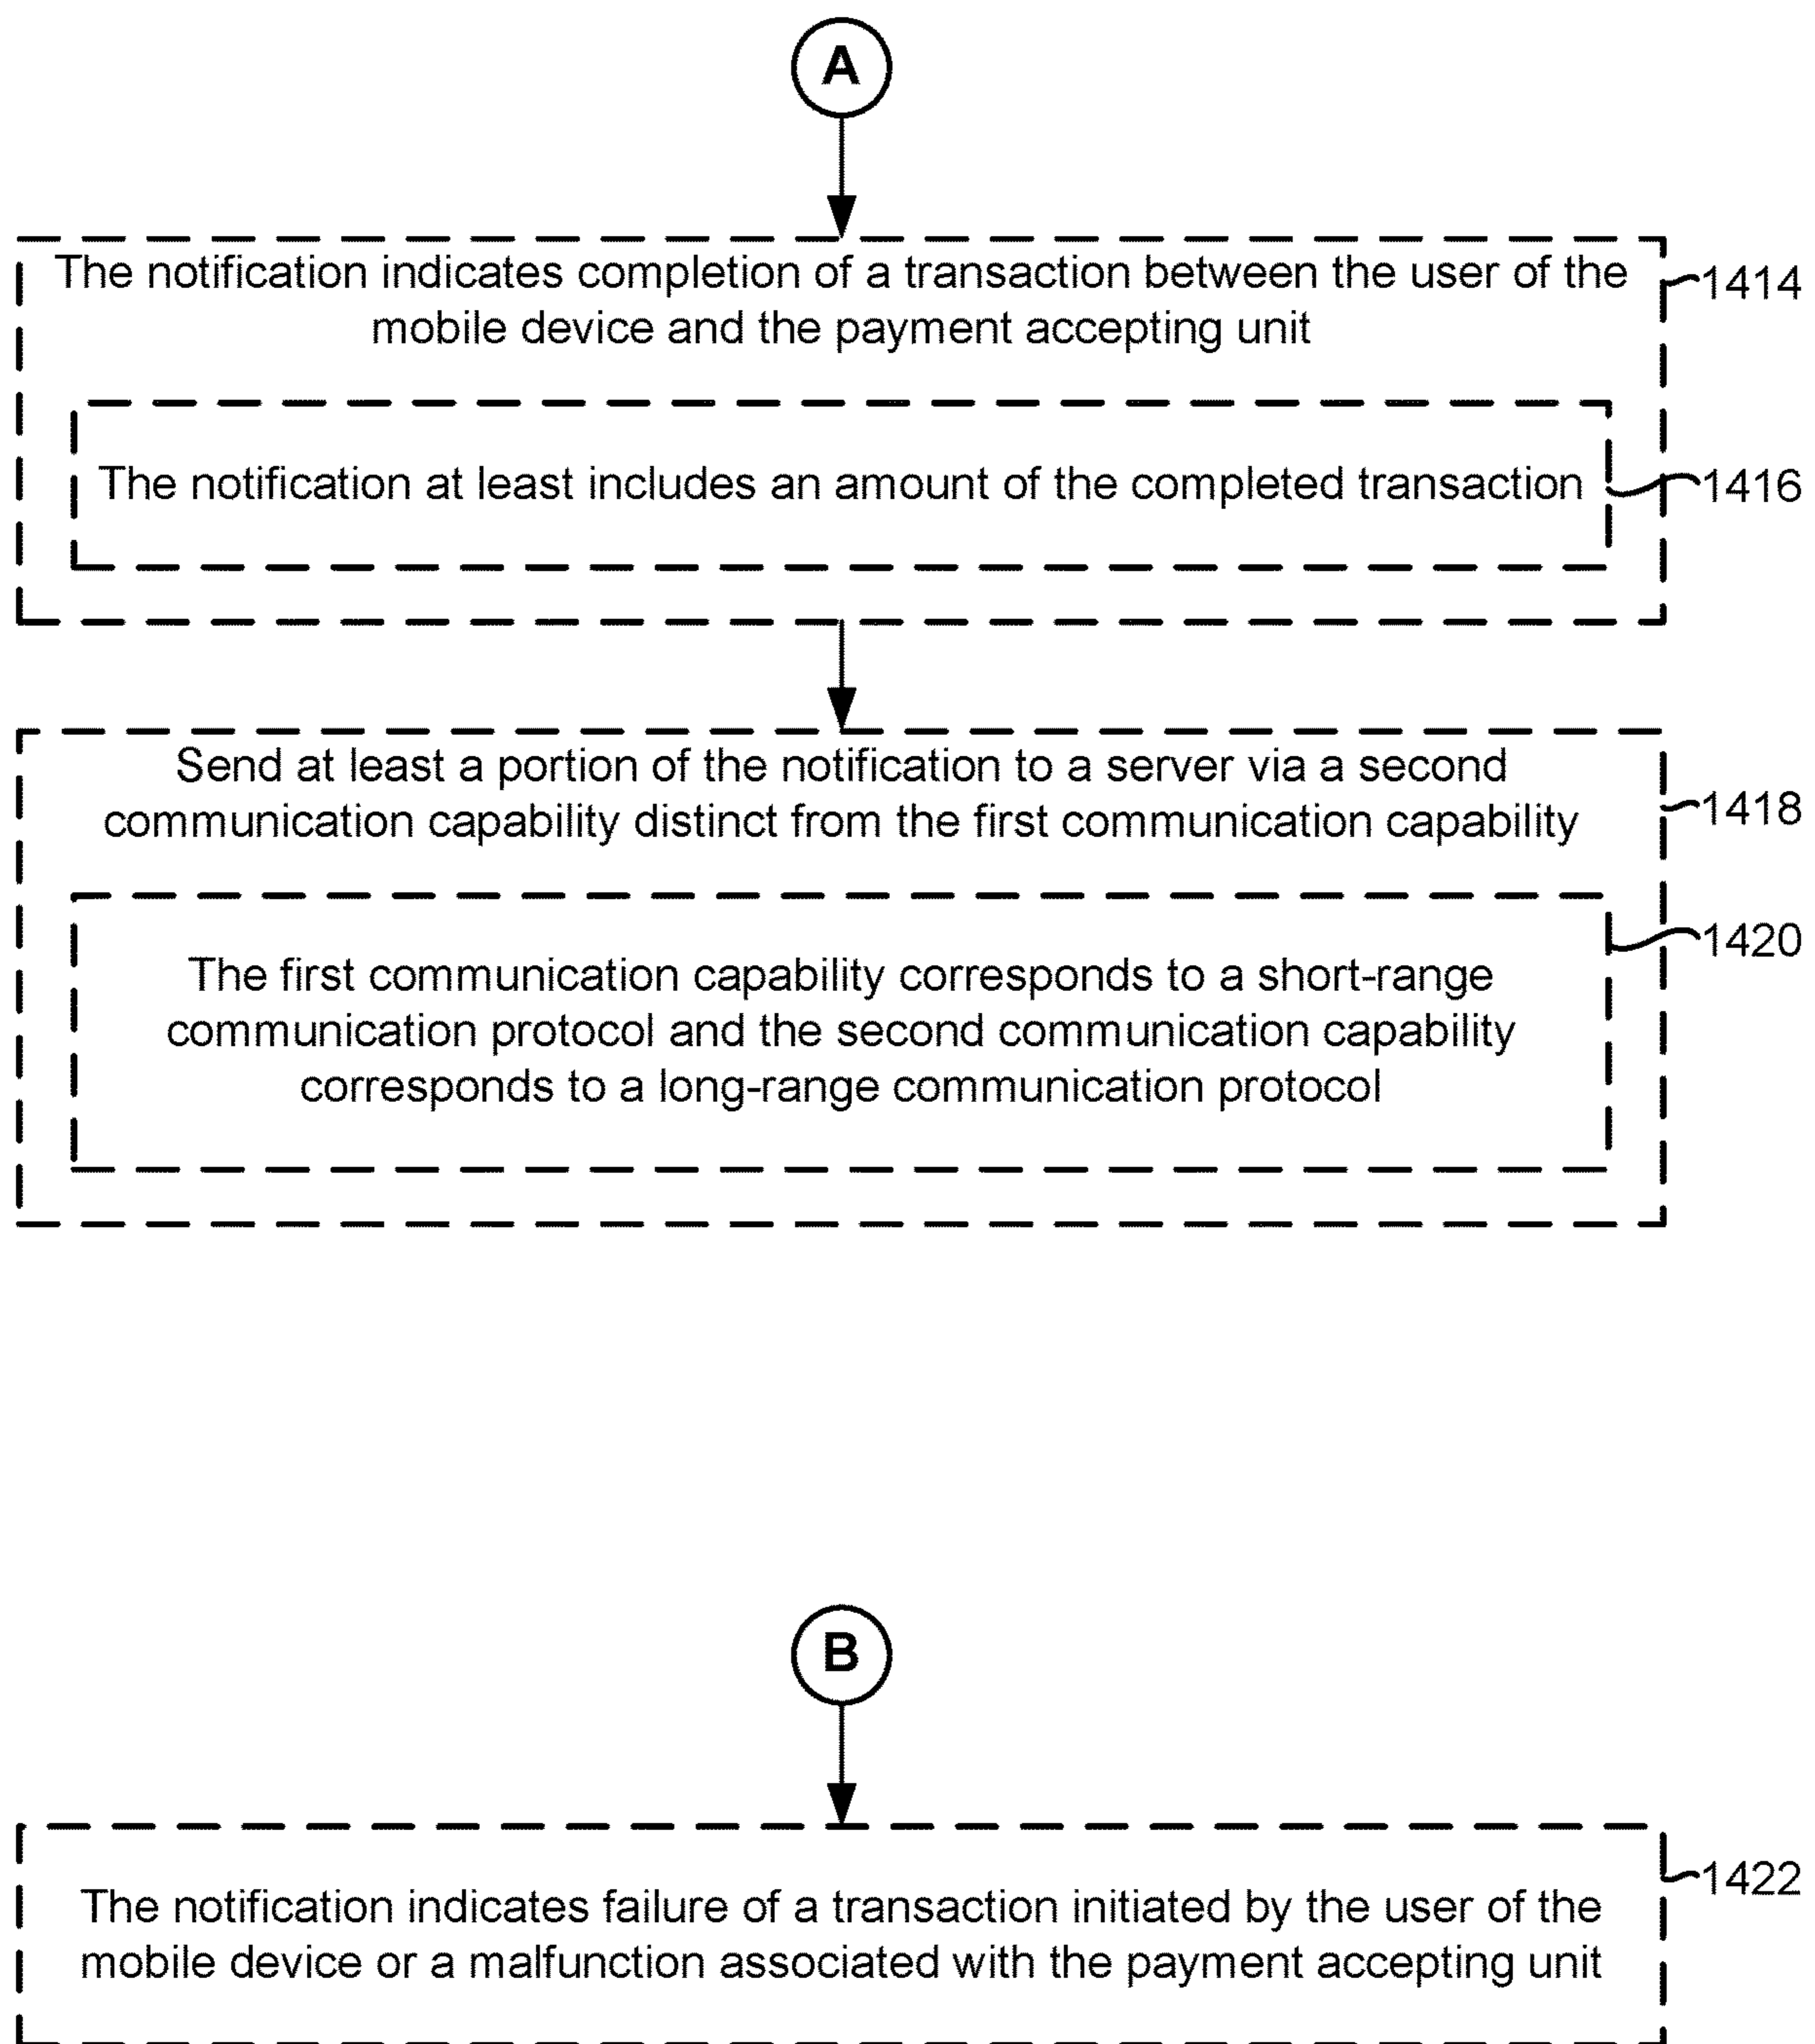 A
The notification indicates completion of a transaction between the user of the
mobile device and the payment accepting unit
1414
The notification at least includes an amount of the completed transaction
1416
Send at least a portion of the notification to a server via a second
communication capability distinct from the first communication capability
1418
The first communication capability corresponds to a short-range
communication protocol and the second communication capability
corresponds to a long-range communication protocol
1420
B
The notification indicates failure of a transaction initiated by the user of the
mobile device or a malfunction associated with the payment accepting unit
1422